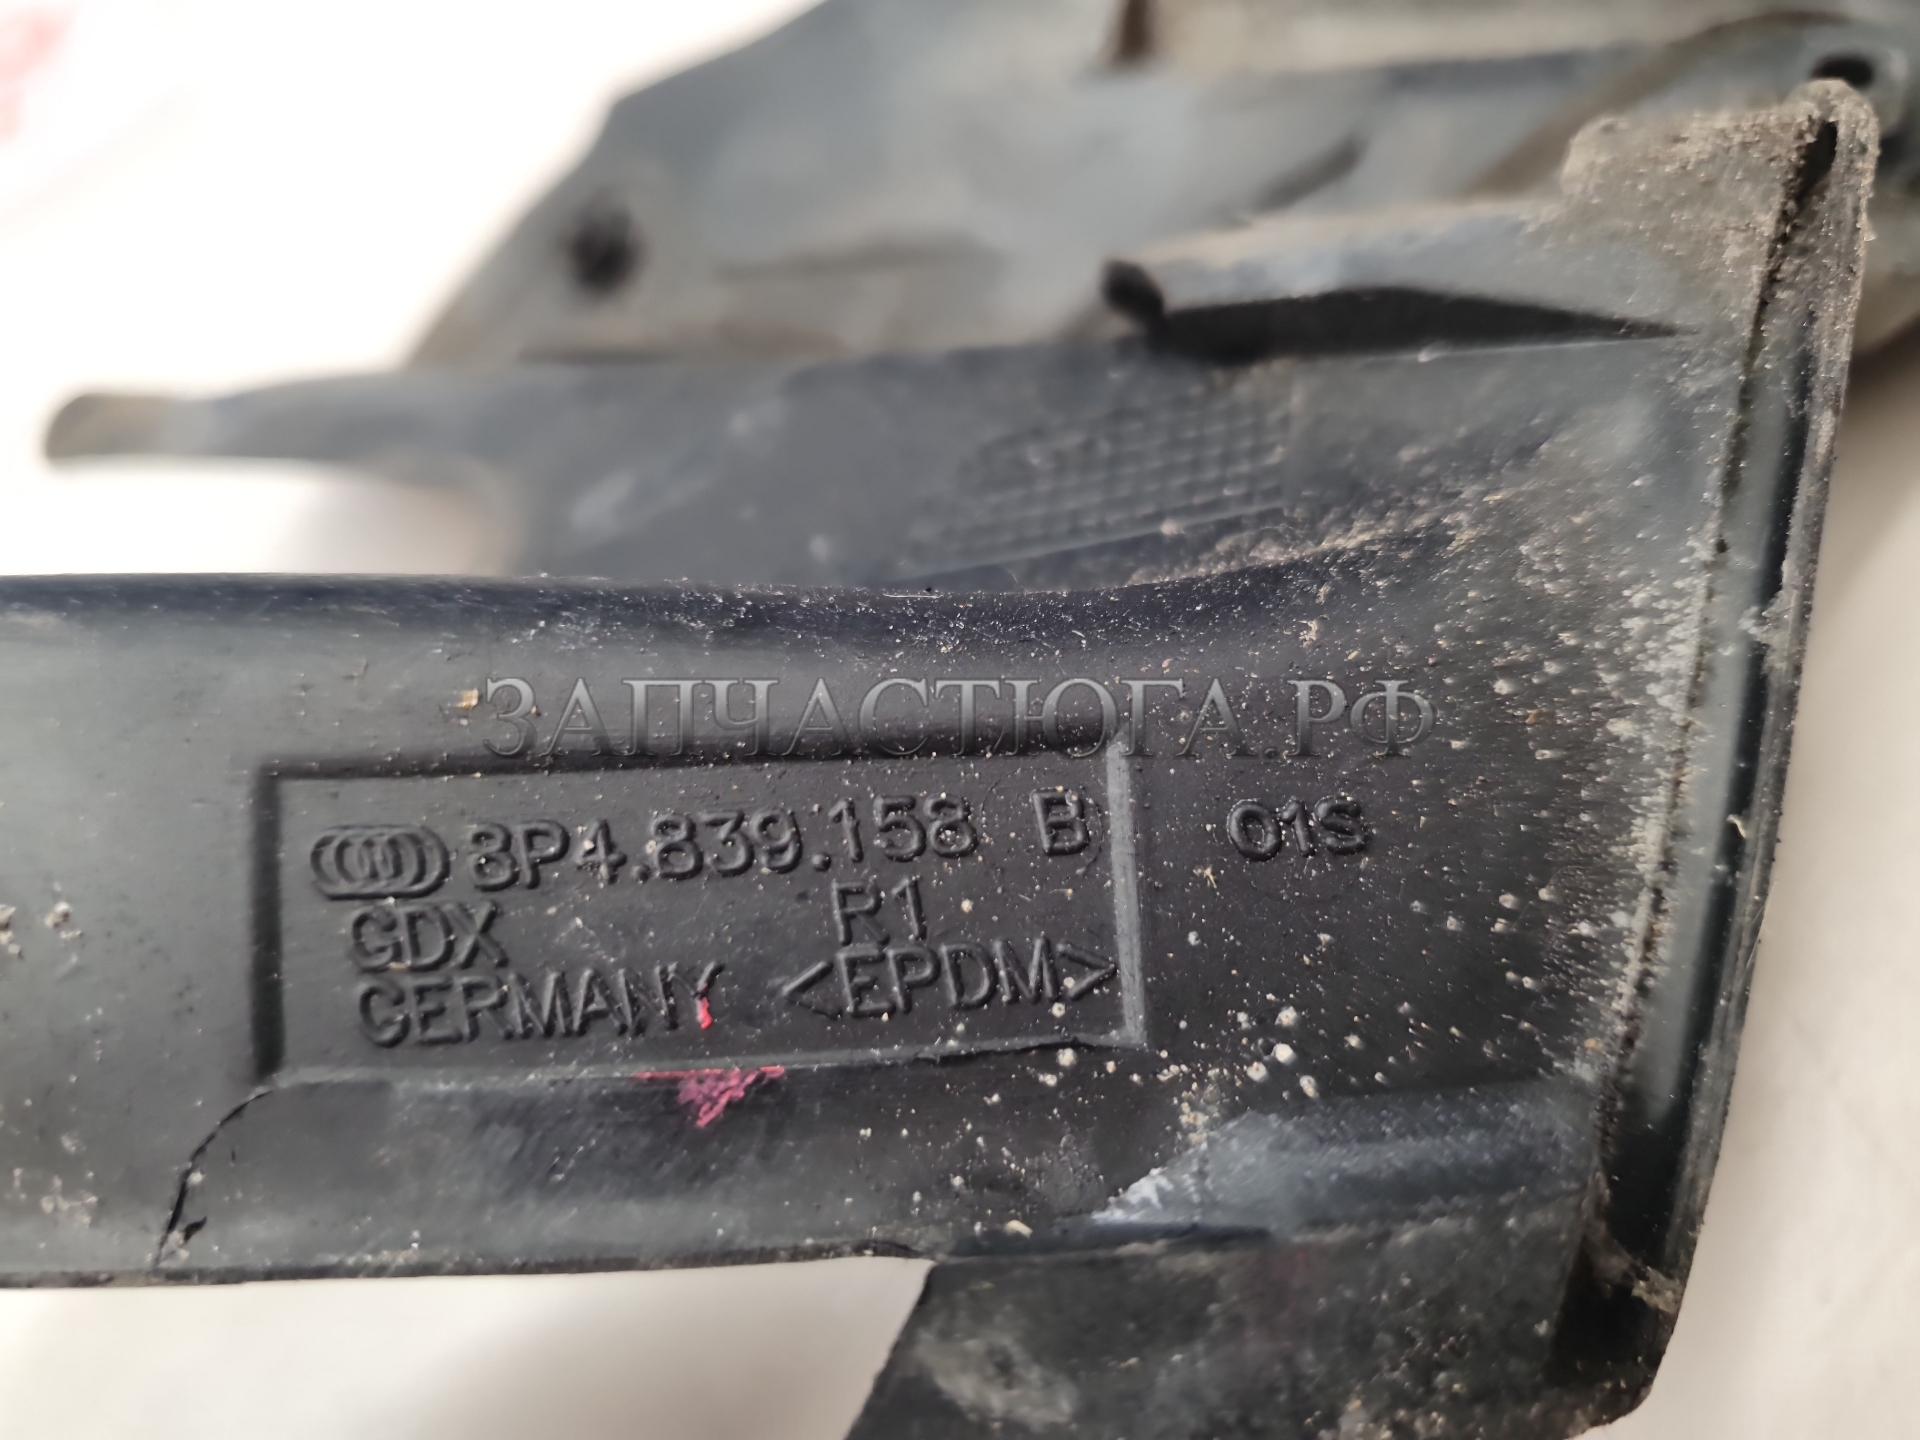 ЗАПЧАСТЮГА.РФ
8P4.839.158 B 01S
GDX R1
GERMANY <EPDM>